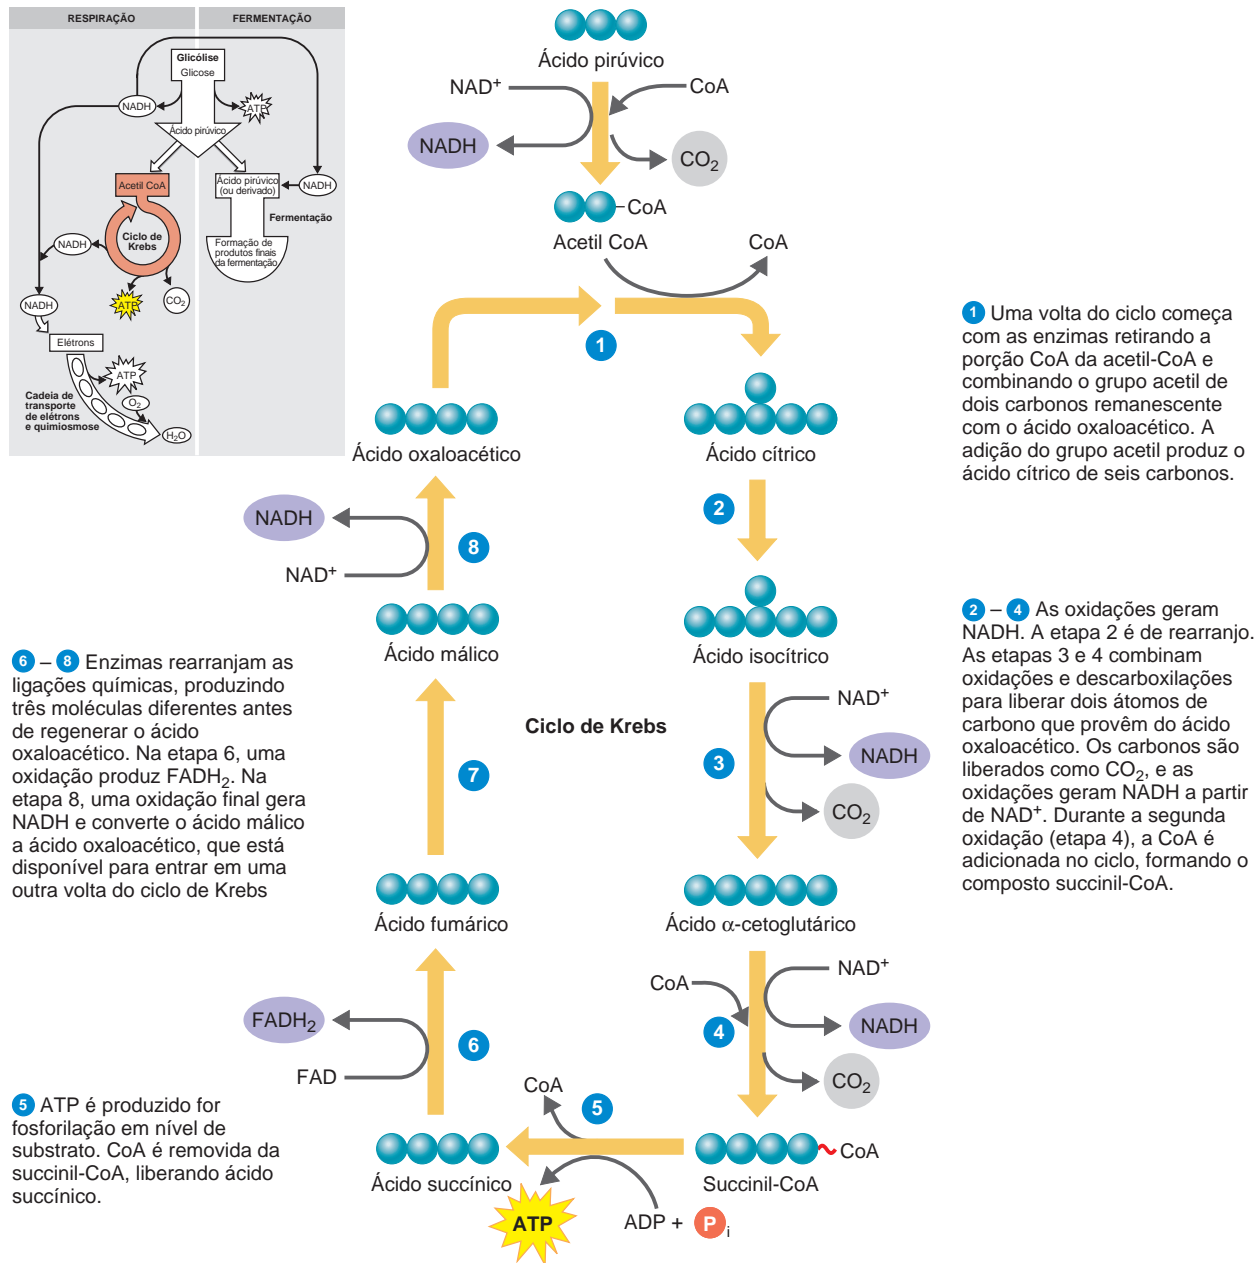 RESPIRAÇÃO
FERMENTAÇÃO
Glicólise
Glicose
NADH
ATP
Ácido pirúvico
Acetil CoA
Ácido pirúvico
(ou derivado)
NADH
Fermentação
Ciclo de
Krebs
NADH
Formação de
produtos finais
da fermentação
ATP
CO2
NADH
Elétrons
ATP
Cadeia de
transporte
de elétrons
e quimiosmose
O2
H2O
Ácido pirúvico
NAD+
CoA
NADH
CO2
CoA
Acetil CoA
CoA
1
Ácido oxaloacético
Ácido cítrico
2
NADH
8
NAD+
Ácido málico
Ácido isocítrico
NAD+
Ciclo de Krebs
3
NADH
7
CO2
Ácido fumárico
Ácido α-cetoglutárico
CoA
NAD+
FADH2
4
NADH
6
FAD
CO2
CoA
5
CoA
Ácido succínico
Succinil-CoA
ATP
ADP + Pi
1 Uma volta do ciclo começa
com as enzimas retirando a
porção CoA da acetil-CoA e
combinando o grupo acetil de
dois carbonos remanescente
com o ácido oxaloacético. A
adição do grupo acetil produz o
ácido cítrico de seis carbonos.
2 – 4 As oxidações geram
NADH. A etapa 2 é de rearranjo.
As etapas 3 e 4 combinam
oxidações e descarboxilações
para liberar dois átomos de
carbono que provêm do ácido
oxaloacético. Os carbonos são
liberados como CO2, e as
oxidações geram NADH a partir
de NAD+. Durante a segunda
oxidação (etapa 4), a CoA é
adicionada no ciclo, formando o
composto succinil-CoA.
6 – 8 Enzimas rearranjam as
ligações químicas, produzindo
três moléculas diferentes antes
de regenerar o ácido
oxaloacético. Na etapa 6, uma
oxidação produz FADH2. Na
etapa 8, uma oxidação final gera
NADH e converte o ácido málico
a ácido oxaloacético, que está
disponível para entrar em uma
outra volta do ciclo de Krebs
5 ATP é produzido for
fosforilação em nível de
substrato. CoA é removida da
succinil-CoA, liberando ácido
succínico.